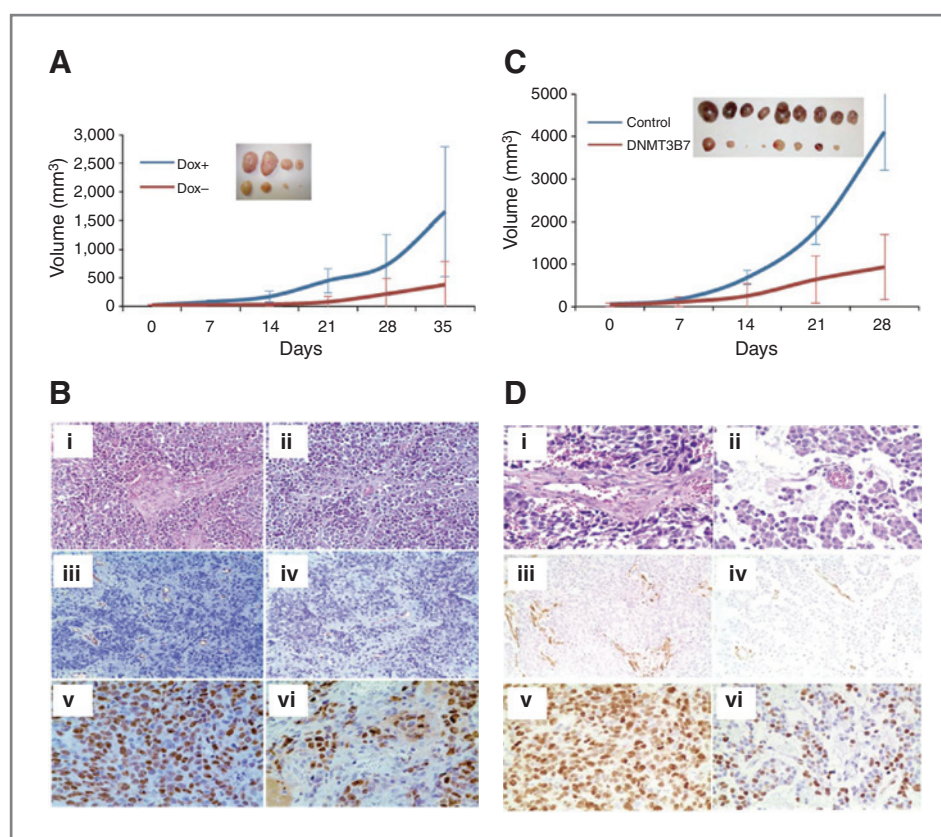 A
Volume (mm3)
3,000
2,500
2,000
1,500
1,000
500
0
Dox+
Dox–
0 7 14 21 28 35
Days
B
i ii
iii iv
v vi
C
Volume (mm3)
5000
4000
3000
2000
1000
0
Control
DNMT3B7
0 7 14 21 28
Days
D
i ii
iii iv
v vi